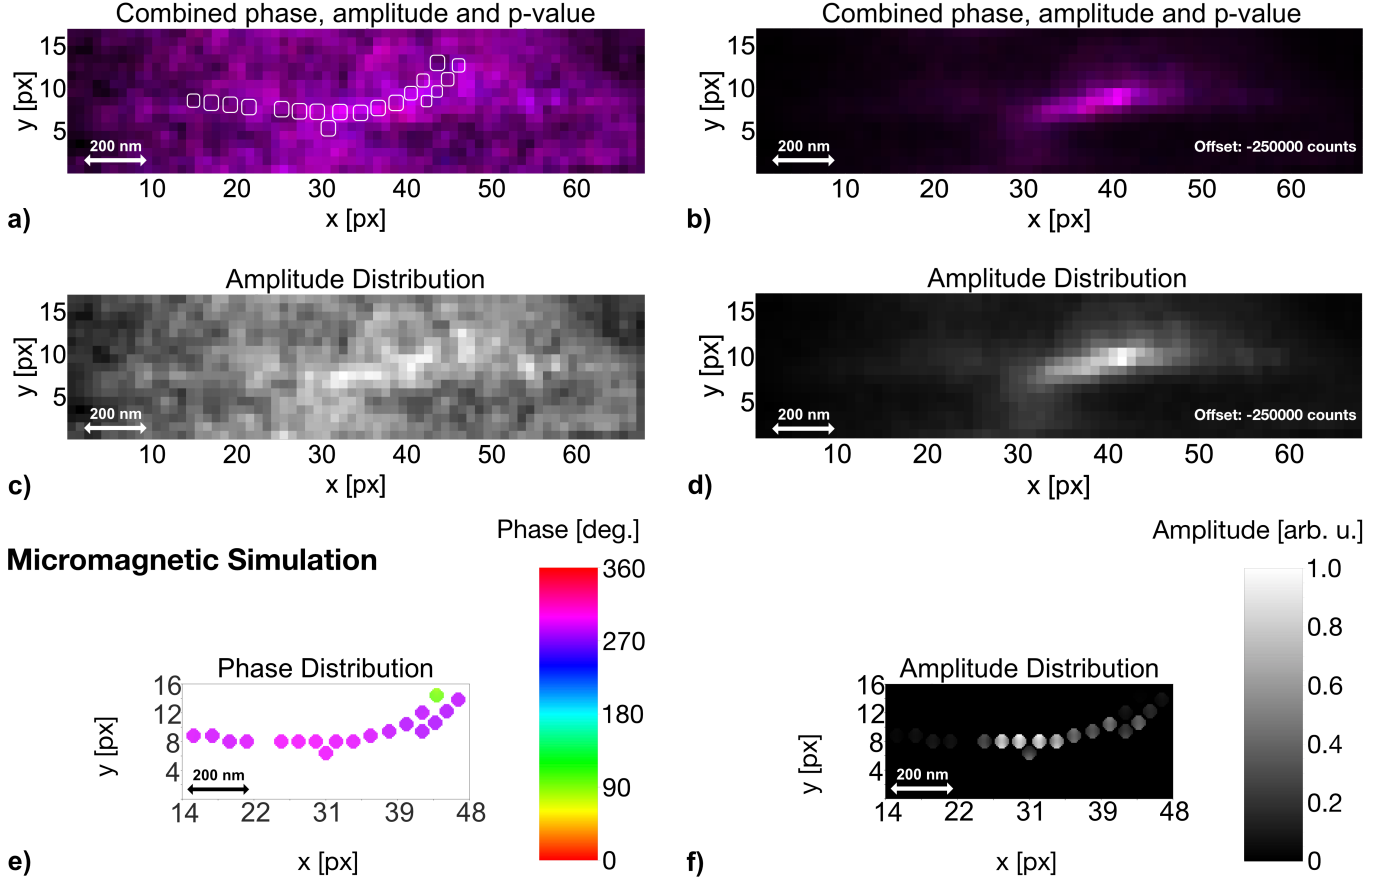 Combined phase, amplitude and p-value
15
10
5
y [px]
200 nm
10 20 30 40 50 60
x [px]
a)
Combined phase, amplitude and p-value
15
10
5
y [px]
200 nm
Offset: -250000 counts
10 20 30 40 50 60
x [px]
b)
Amplitude Distribution
15
10
5
y [px]
200 nm
10 20 30 40 50 60
x [px]
c)
Amplitude Distribution
15
10
5
y [px]
200 nm
Offset: -250000 counts
10 20 30 40 50 60
x [px]
d)
Micromagnetic Simulation
Phase [deg.]
360
270
180
90
0
Phase Distribution
16
12
8
4
y [px]
200 nm
14 22 31 39 48
x [px]
e)
Amplitude [arb. u.]
1.0
0.8
0.6
0.4
0.2
0
Amplitude Distribution
16
12
8
4
y [px]
200 nm
14 22 31 39 48
x [px]
f)